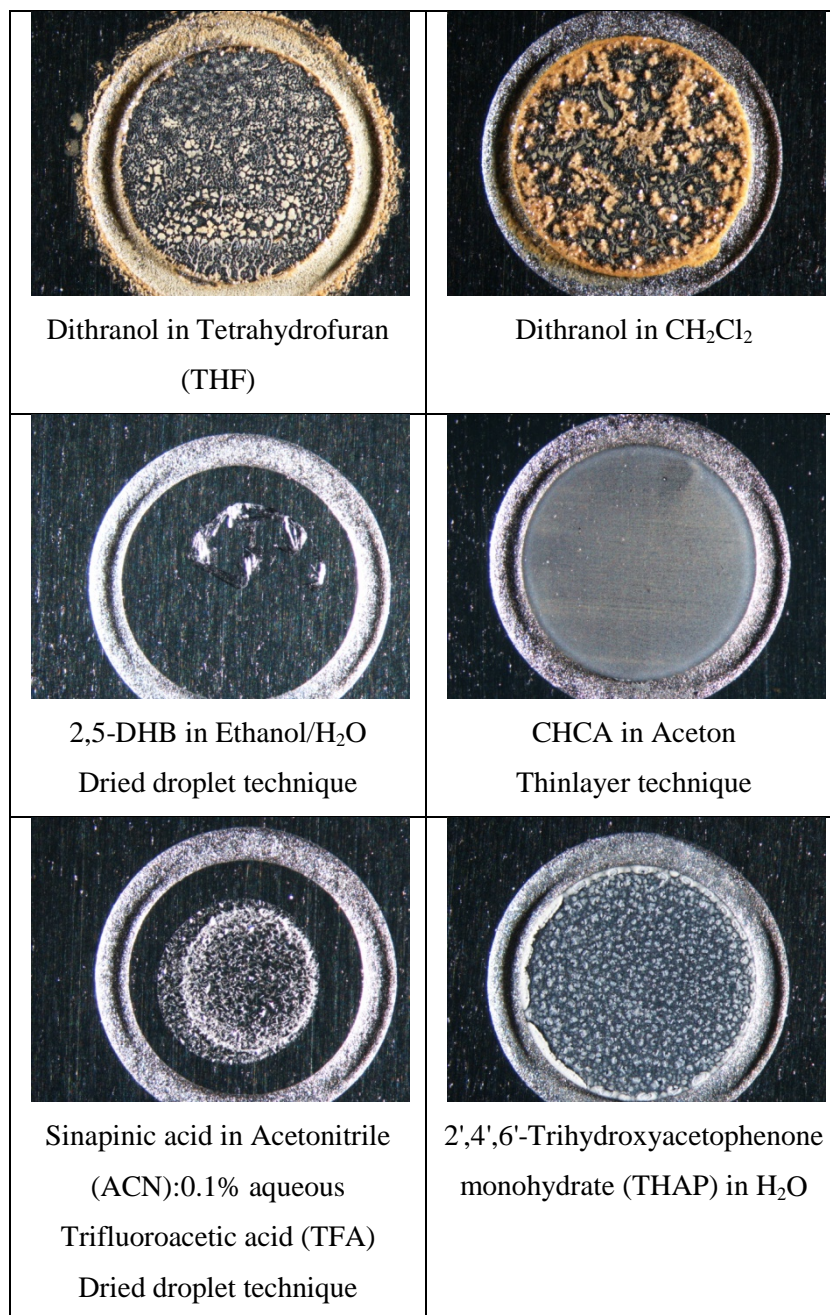 Dithranol in Tetrahydrofuran
(THF)
Dithranol in CH₂Cl₂
2,5-DHB in Ethanol/H₂O
Dried droplet technique
CHCA in Aceton
Thinlayer technique
Sinapinic acid in Acetonitrile
(ACN):0.1% aqueous
Trifluoroacetic acid (TFA)
Dried droplet technique
2',4',6'-Trihydroxyacetophenone
monohydrate (THAP) in H₂O